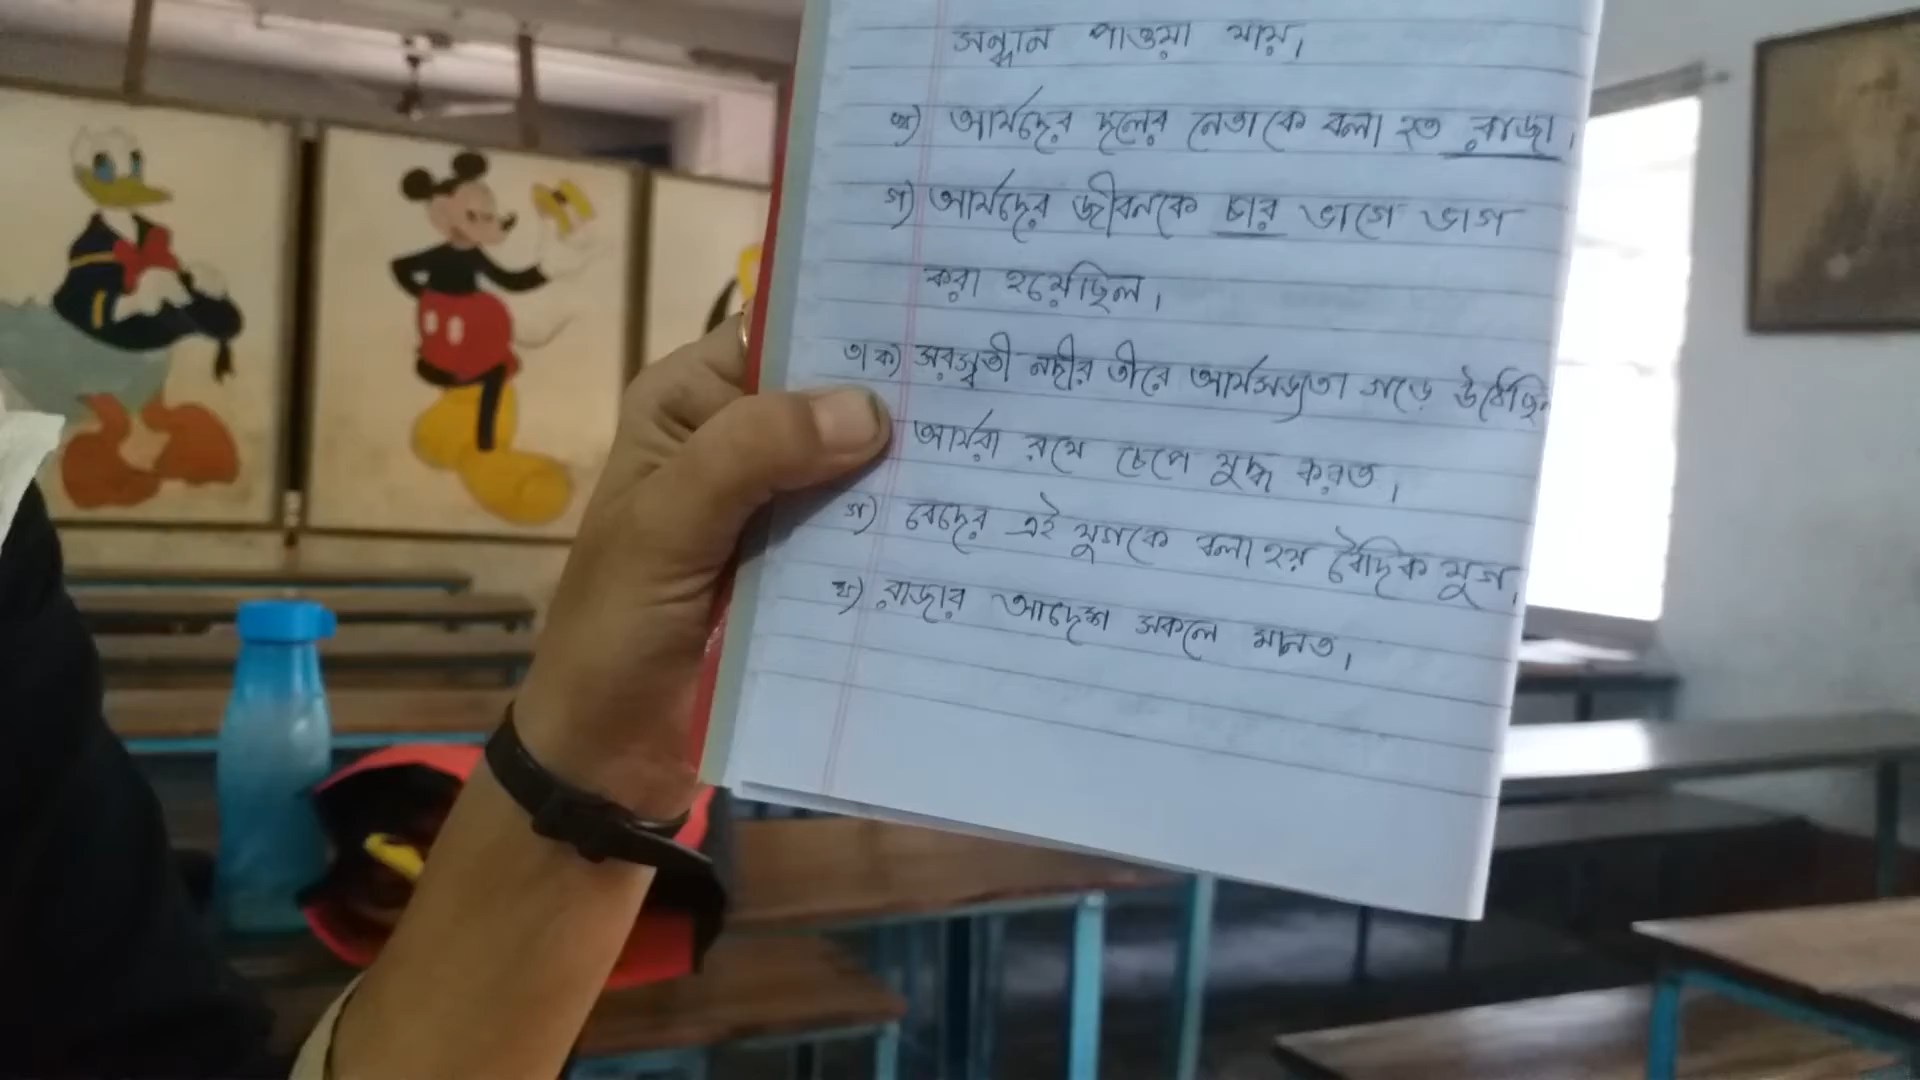 সন্ধান পাওয়া যায়।
খ) আর্যদের দলের নেতাকে বলা হত রাজা।
গ) আর্যদের জীবনকে চার ভাগে ভাগ
করা হয়েছিল।
৩। ক) সরস্বতী নদীর তীরে আর্যসভ্যতা গড়ে উঠেছিল
আর্যরা রথে চেপে যুদ্ধ করত।
গ) বেদের এই যুগকে বলা হয় বৈদিক যুগ।
ঘ) রাজার আদেশ সকলে মানত।